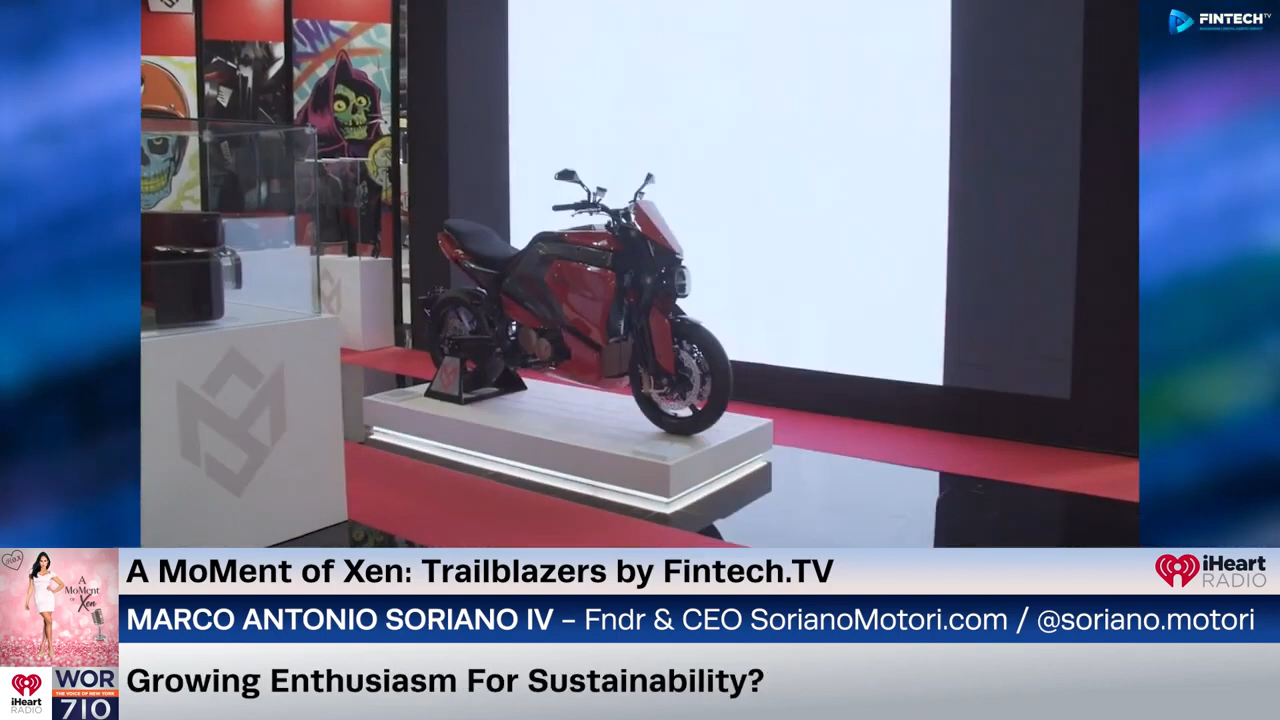 FINTECH TV
A MoMent of Xen: Trailblazers by Fintech.TV
iHeart
RADIO
MARCO ANTONIO SORIANO IV – Fndr & CEO SorianoMotori.com / @soriano.motori
A
MoMent
of
Xen
Growing Enthusiasm For Sustainability?
iHeart
RADIO
WOR
THE VOICE OF NEW YORK
710